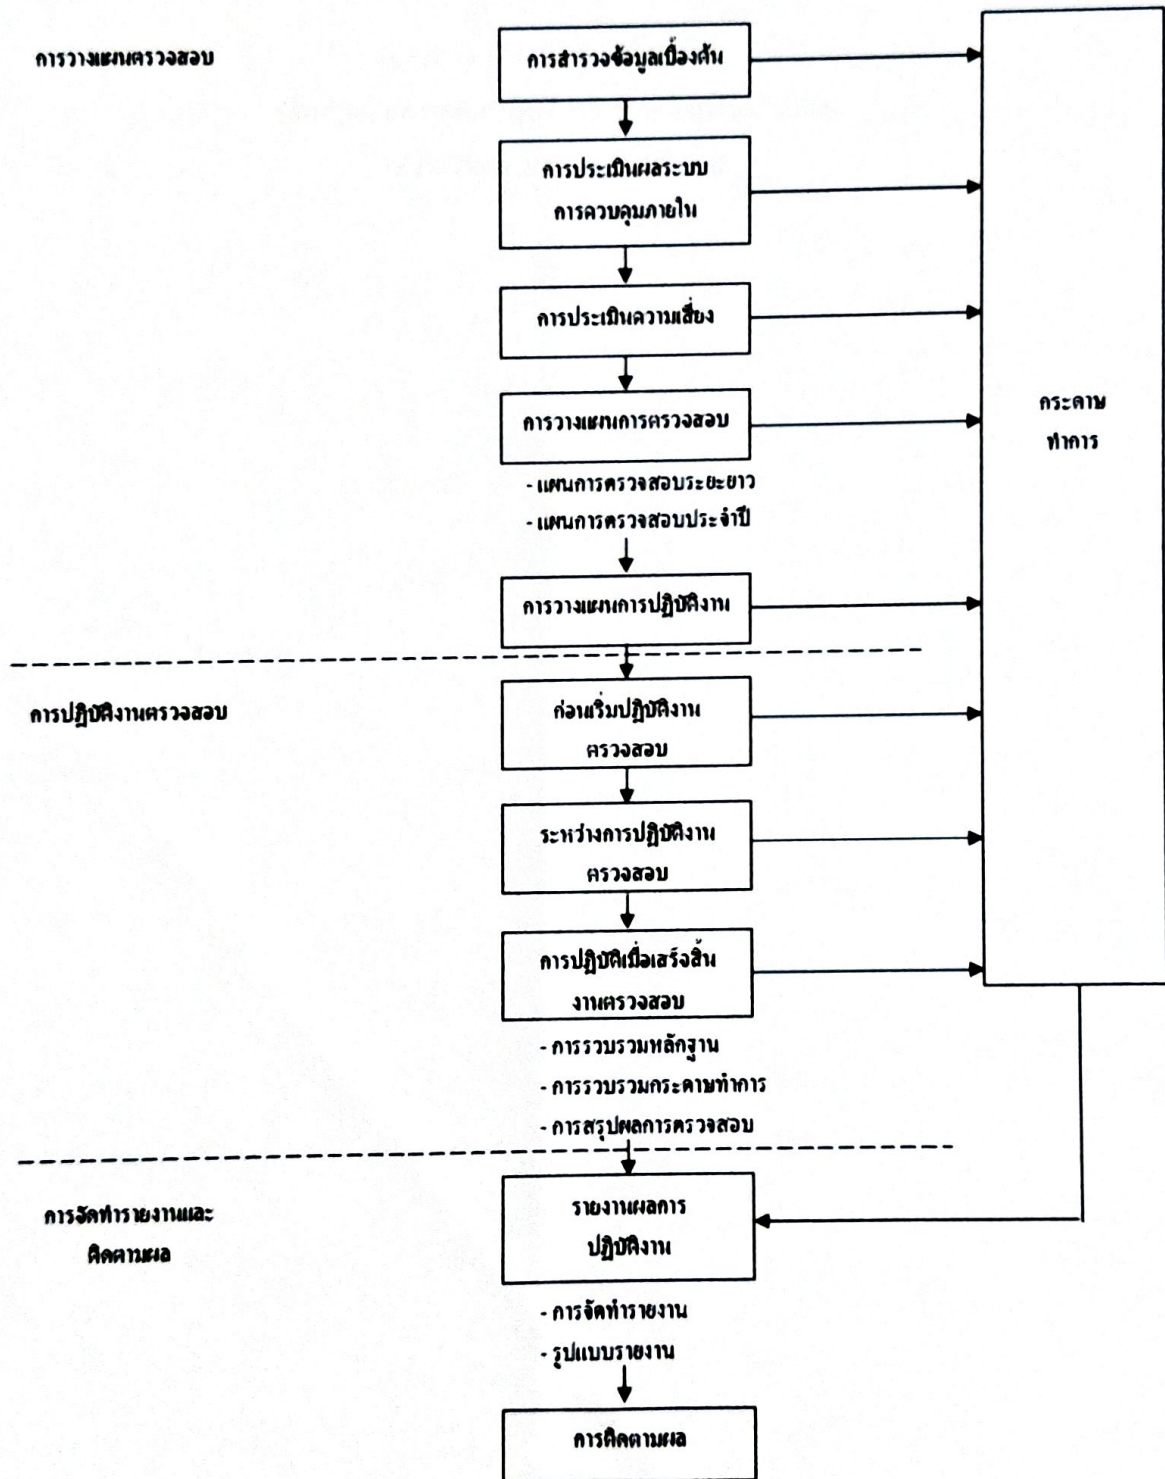 การวางแผนตรวจสอบ
การสำรวจข้อมูลเบื้องต้น
การประเมินผลระบบ
การควบคุมภายใน
การประเมินความเสี่ยง
การวางแผนการตรวจสอบ
- แผนการตรวจสอบระยะยาว
- แผนการตรวจสอบประจำปี
การวางแผนการปฏิบัติงาน
กระดาษ
ทำการ
การปฏิบัติงานตรวจสอบ
ก่อนเริ่มปฏิบัติงาน
ตรวจสอบ
ระหว่างการปฏิบัติงาน
ตรวจสอบ
การปฏิบัติเมื่อเสร็จสิ้น
งานตรวจสอบ
- การรวบรวมหลักฐาน
- การรวบรวมกระดาษทำการ
- การสรุปผลการตรวจสอบ
การจัดทำรายงานและ
ติดตามผล
รายงานผลการ
ปฏิบัติงาน
- การจัดทำรายงาน
- รูปแบบรายงาน
การติดตามผล